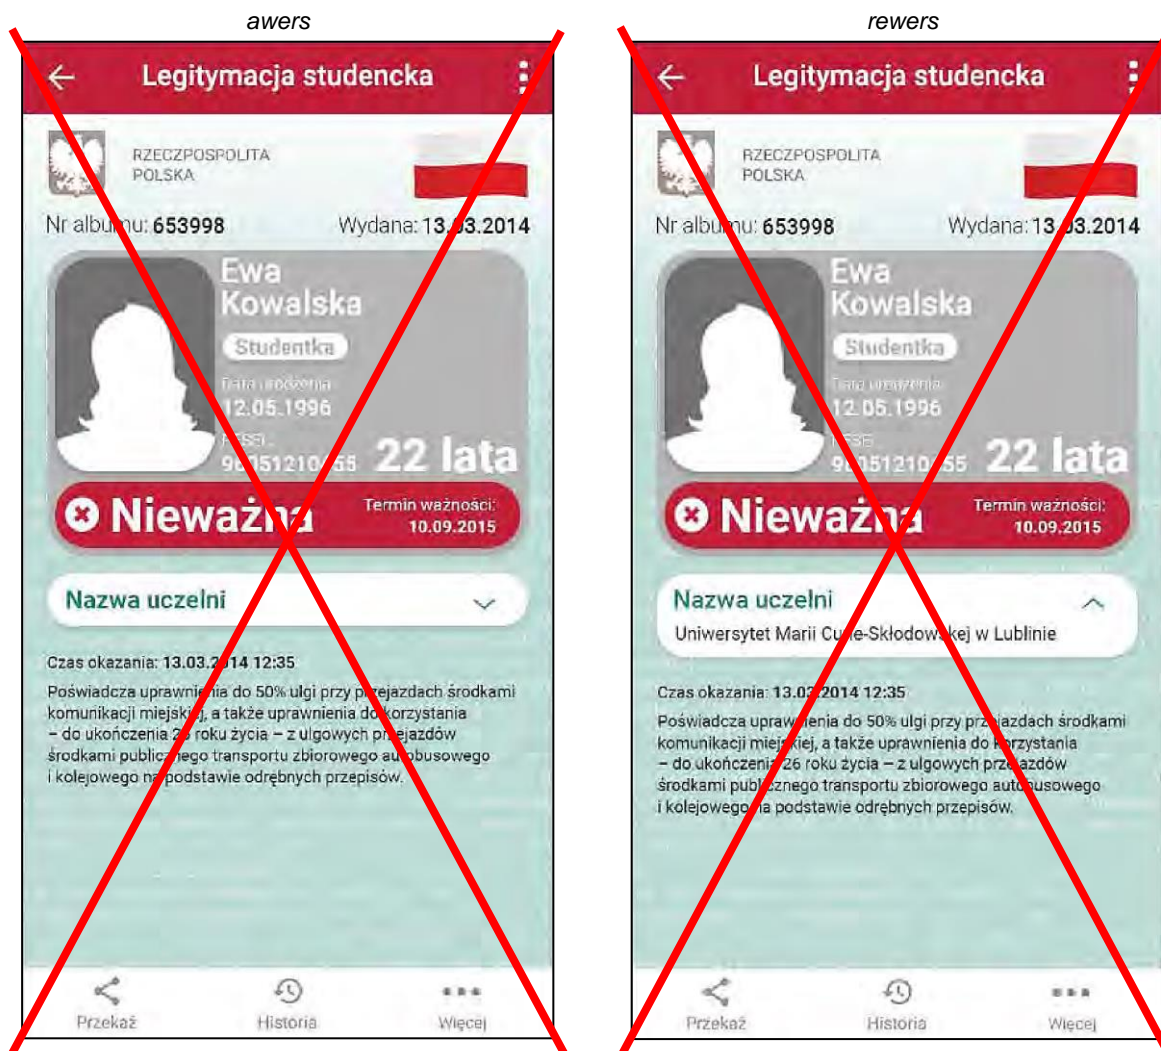 awers
Legitymacja studencka
RZECZPOSPOLITA
POLSKA
Nr albumu: 653998 Wydana: 13.03.2014
Ewa
Kowalska
Studentka
Data urodzenia:
12.05.1996
PESEL:
22 lata
Nieważna
Termin ważności:
10.09.2015
Nazwa uczelni
Czas okazania: 13.03.2014 12:35
Poświadcza uprawnienia do 50% ulgi przy przejazdach środkami
komunikacji miejskiej, a także uprawnienia do korzystania
– do ukończenia 26 roku życia – z ulgowych przejazdów
środkami publicznego transportu zbiorowego autobusowego
i kolejowego na podstawie odrębnych przepisów.
Przekaż Historia Więcej
rewers
Legitymacja studencka
RZECZPOSPOLITA
POLSKA
Nr albumu: 653998 Wydana: 13.03.2014
Ewa
Kowalska
Studentka
Data urodzenia:
12.05.1996
PESEL:
22 lata
Nieważna
Termin ważności:
10.09.2015
Nazwa uczelni
Uniwersytet Marii Curie-Skłodowskej w Lublinie
Czas okazania: 13.03.2014 12:35
Poświadcza uprawnienia do 50% ulgi przy przejazdach środkami
komunikacji miejskiej, a także uprawnienia do korzystania
– do ukończenia 26 roku życia – z ulgowych przejazdów
środkami publicznego transportu zbiorowego autobusowego
i kolejowego na podstawie odrębnych przepisów.
Przekaż Historia Więcej